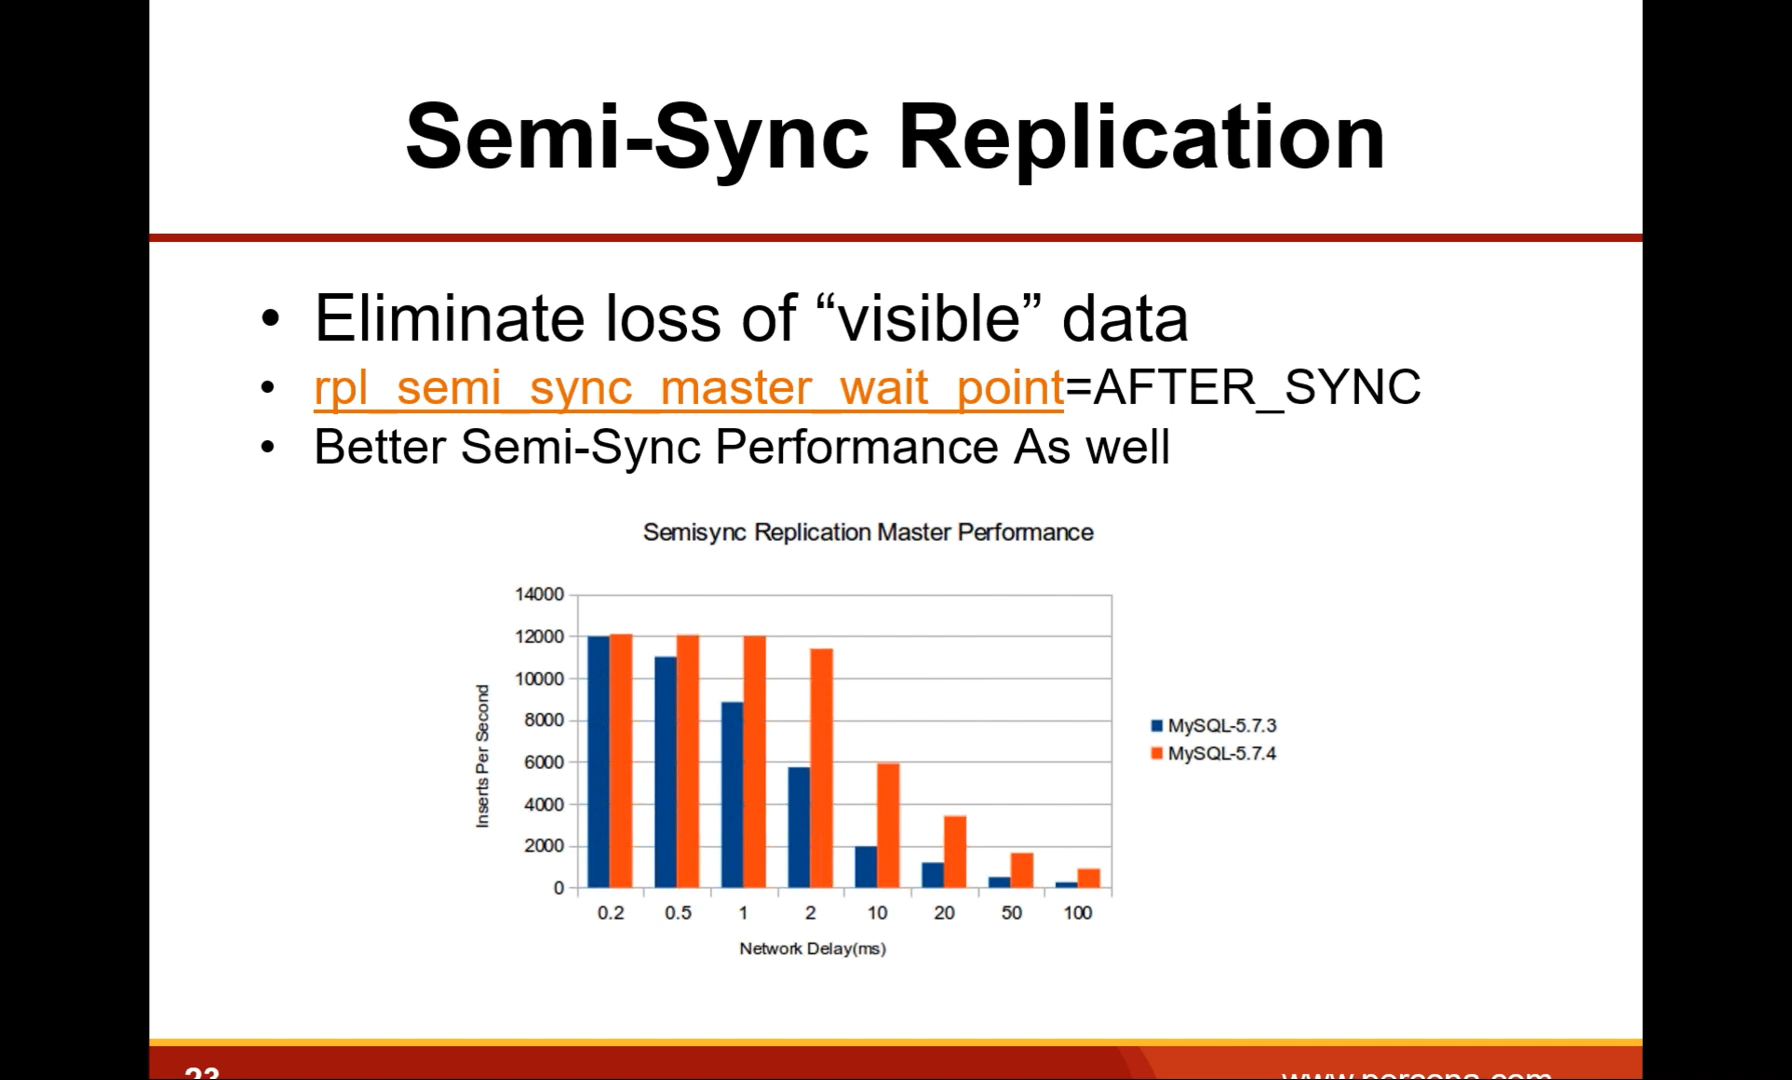 Semi-Sync Replication
• Eliminate loss of “visible” data
• rpl_semi_sync_master_wait_point=AFTER_SYNC
• Better Semi-Sync Performance As well
Semisync Replication Master Performance
14000
12000
10000
8000
6000
4000
2000
0
Inserts Per Second
0.2 0.5 1 2 10 20 50 100
Network Delay(ms)
MySQL-5.7.3
MySQL-5.7.4
23
www.percona.com